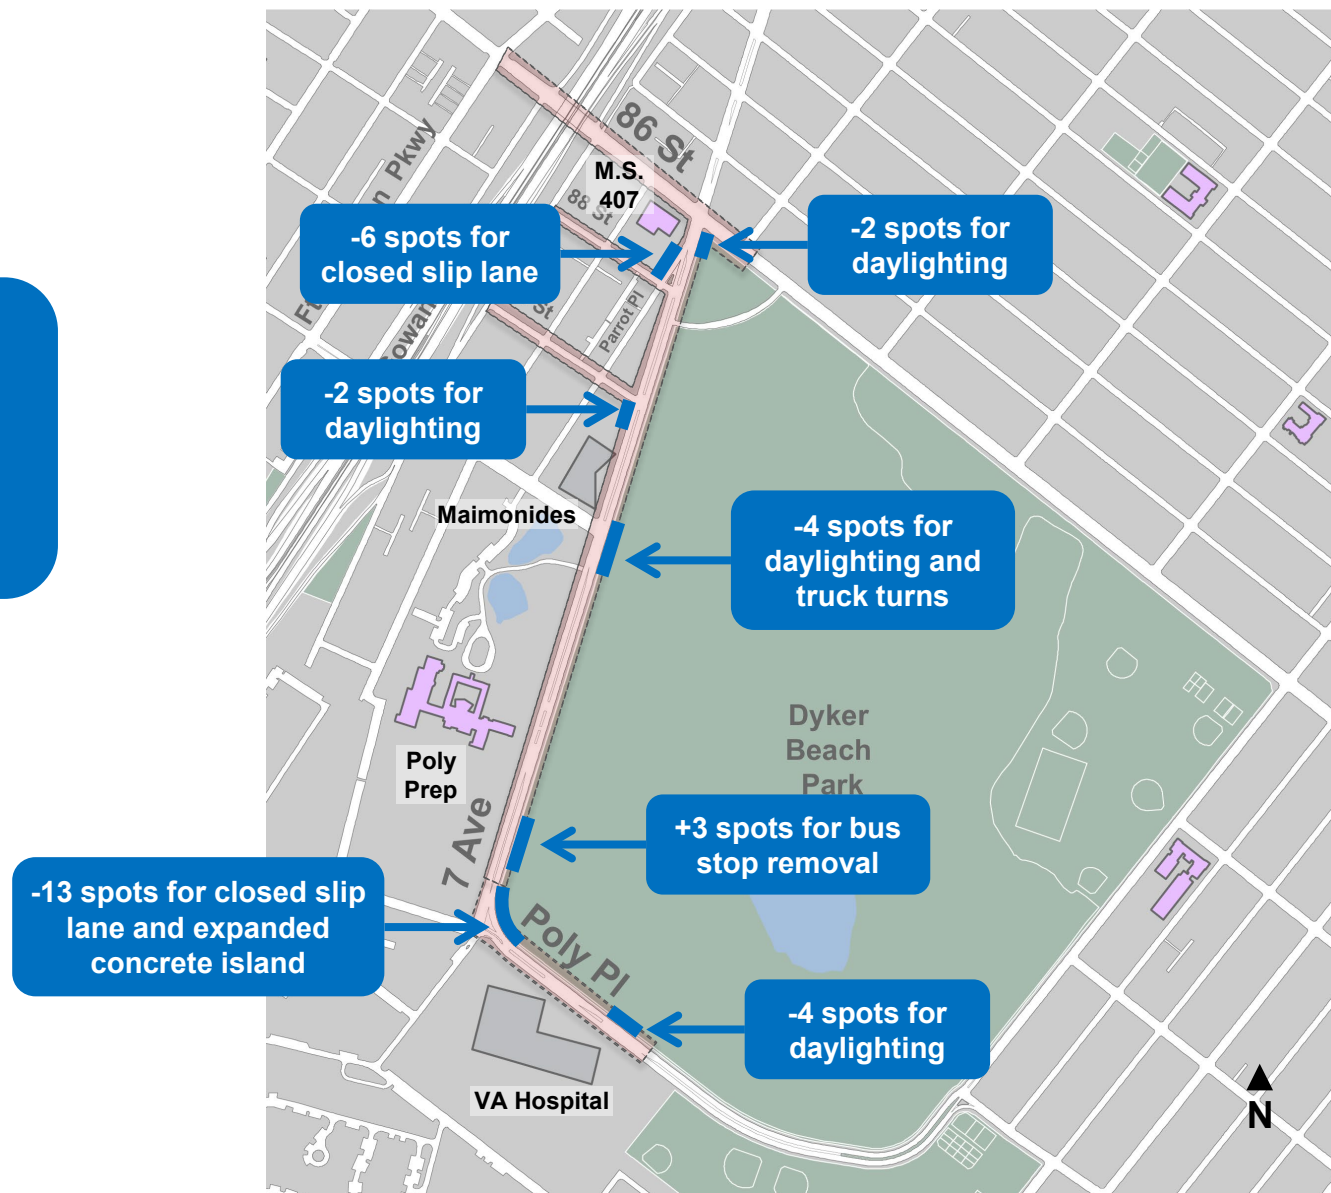 86 St
M.S.
407
88 St
-6 spots for
closed slip lane
-2 spots for
daylighting
St
Parrot Pl
-2 spots for
daylighting
Maimonides
-4 spots for
daylighting and
truck turns
Dyker
Beach
Park
Poly
Prep
7 Ave
+3 spots for bus
stop removal
-13 spots for closed slip
lane and expanded
concrete island
Poly Pl
-4 spots for
daylighting
VA Hospital
N